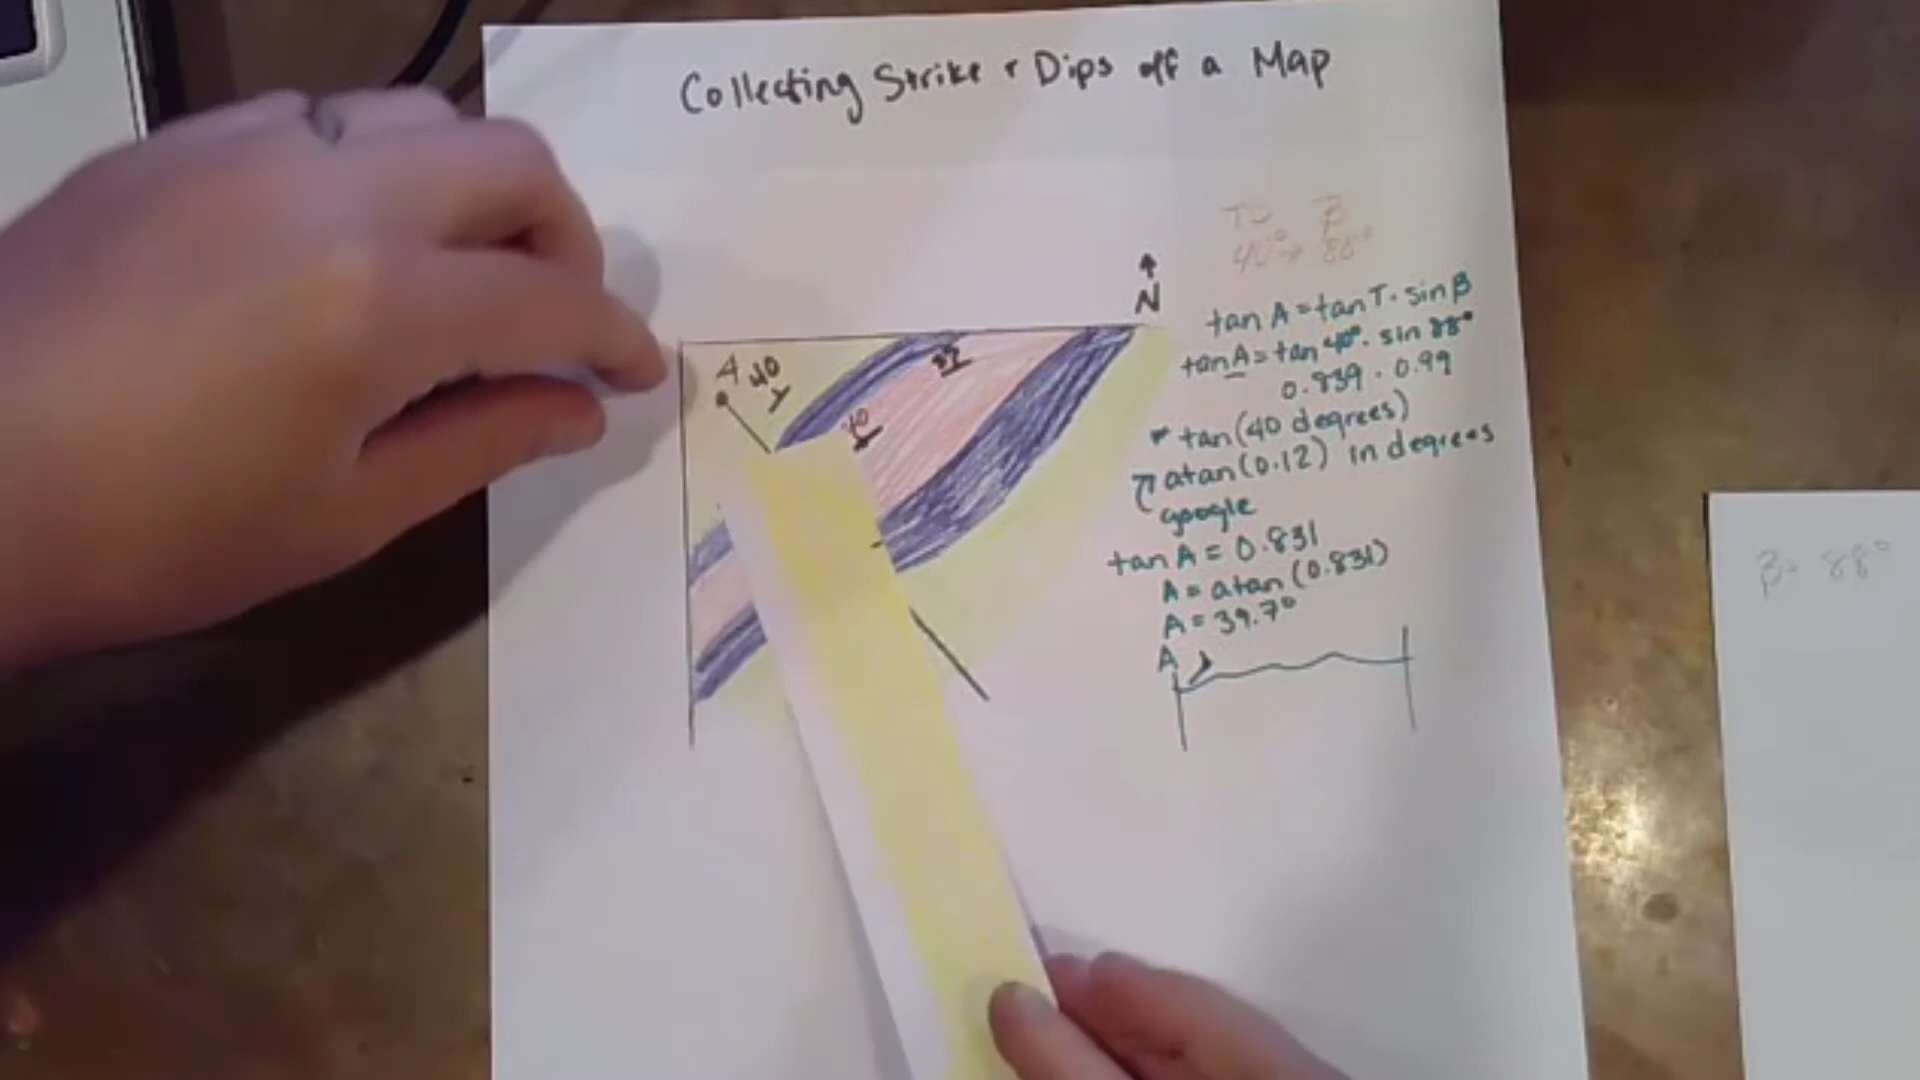 Collecting Strike & Dips off a Map
TD β
40° → 88°
N
tan A = tan T · sin β
tan A = tan 40° · sin 88°
0.839 · 0.99
tan (40 degrees)
atan (0.12) in degrees
google
tan A = 0.831
A = atan (0.831)
A = 39.7°
A
A 40
40
β = 88°